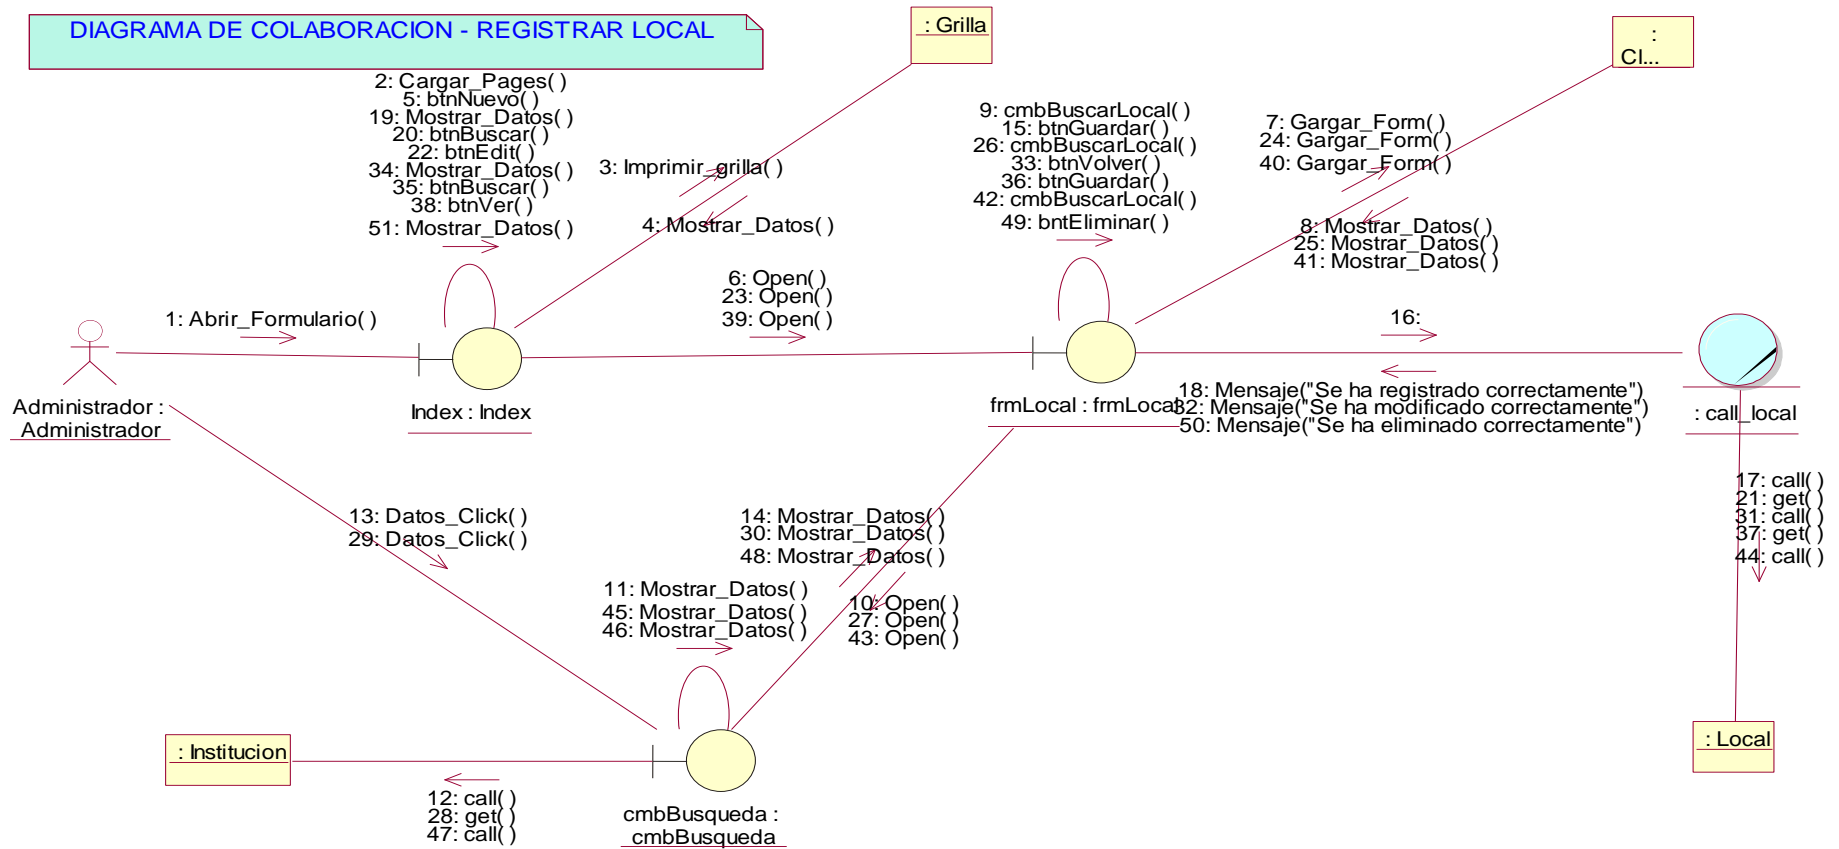 DIAGRAMA DE COLABORACION - REGISTRAR LOCAL
: Grilla
:
Cl...
2: Cargar_Pages( )
5: btnNuevo( )
19: Mostrar_Datos( )
20: btnBuscar( )
22: btnEdit( )
34: Mostrar_Datos( )
35: btnBuscar( )
38: btnVer( )
51: Mostrar_Datos( )
3: Imprimir_grilla( )
4: Mostrar_Datos( )
9: cmbBuscarLocal( )
15: btnGuardar( )
26: cmbBuscarLocal( )
33: btnVolver( )
36: btnGuardar( )
42: cmbBuscarLocal( )
49: bntEliminar( )
7: Gargar_Form( )
24: Gargar_Form( )
40: Gargar_Form( )
8: Mostrar_Datos( )
25: Mostrar_Datos( )
41: Mostrar_Datos( )
1: Abrir_Formulario( )
6: Open( )
23: Open( )
39: Open( )
16:
Administrador :
Administrador
Index : Index
frmLocal : frmLocal
18: Mensaje("Se ha registrado correctamente")
32: Mensaje("Se ha modificado correctamente")
50: Mensaje("Se ha eliminado correctamente")
: call_local
17: call( )
21: get( )
31: call( )
37: get( )
44: call( )
13: Datos_Click( )
29: Datos_Click( )
14: Mostrar_Datos( )
30: Mostrar_Datos( )
48: Mostrar_Datos( )
11: Mostrar_Datos( )
45: Mostrar_Datos( )
46: Mostrar_Datos( )
10: Open( )
27: Open( )
43: Open( )
: Institucion
12: call( )
28: get( )
47: call( )
cmbBusqueda :
cmbBusqueda
: Local